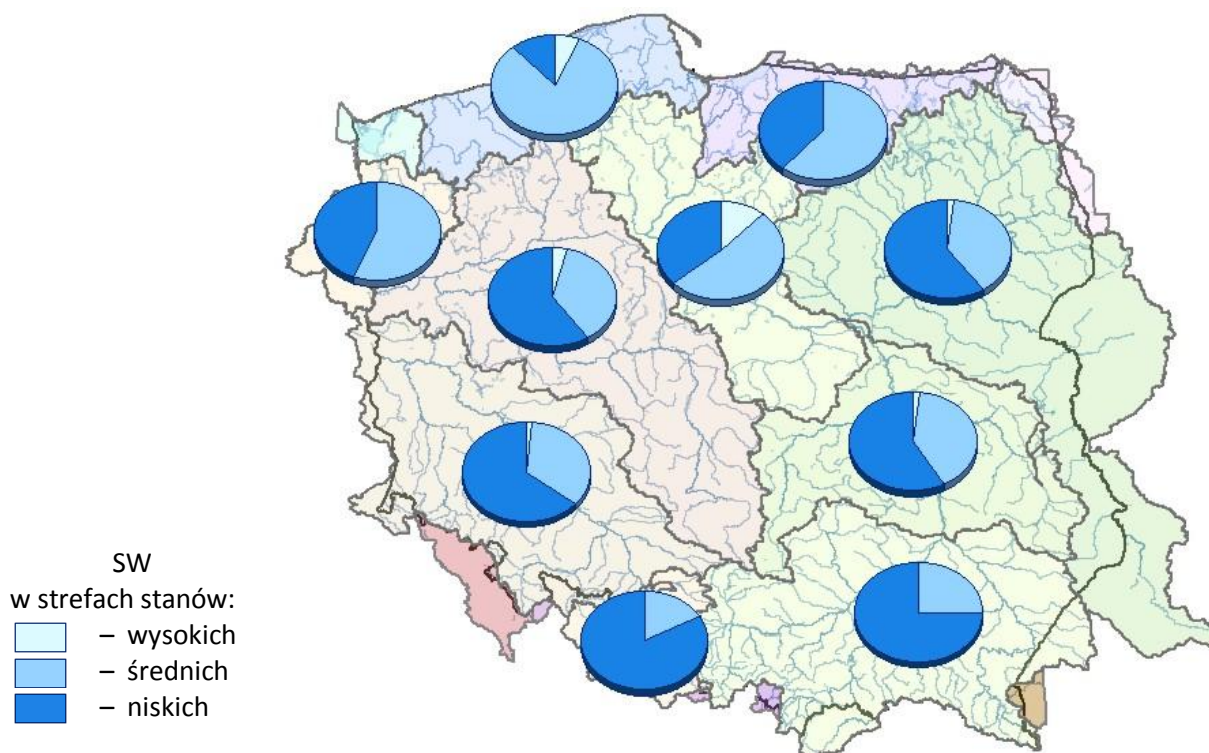 SW
w strefach stanów:
– wysokich
– średnich
– niskich